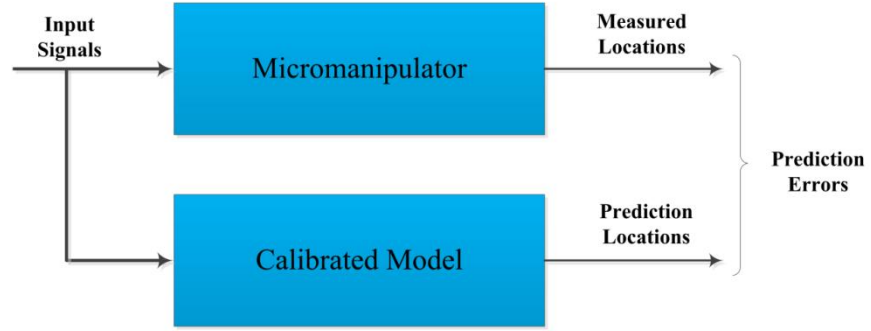 Input
Signals
Micromanipulator
Measured
Locations
Prediction
Errors
Calibrated Model
Prediction
Locations